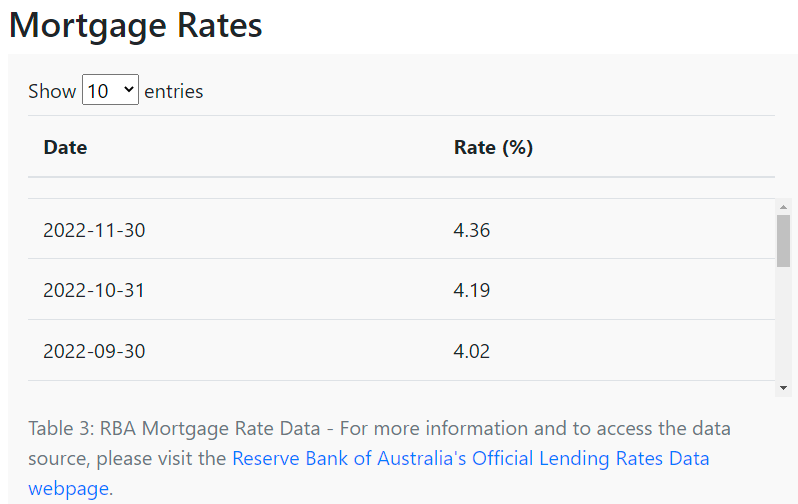 Mortgage Rates
Show 10 entries
Date Rate (%)
2022-11-30 4.36
2022-10-31 4.19
2022-09-30 4.02
Table 3: RBA Mortgage Rate Data - For more information and to access the data
source, please visit the Reserve Bank of Australia's Official Lending Rates Data
webpage.